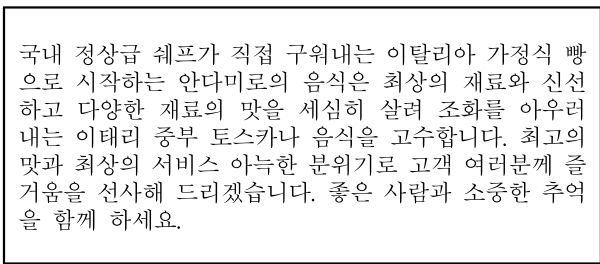 국내 정상급 쉐프가 직접 구워내는 이탈리아 가정식 빵
으로 시작하는 안다미로의 음식은 최상의 재료와 신선
하고 다양한 재료의 맛을 세심히 살려 조화를 아우러
내는 이태리 중부 토스카나 음식을 고수합니다. 최고의
맛과 최상의 서비스 아늑한 분위기로 고객 여러분께 즐
거움을 선사해 드리겠습니다. 좋은 사람과 소중한 추억
을 함께 하세요.